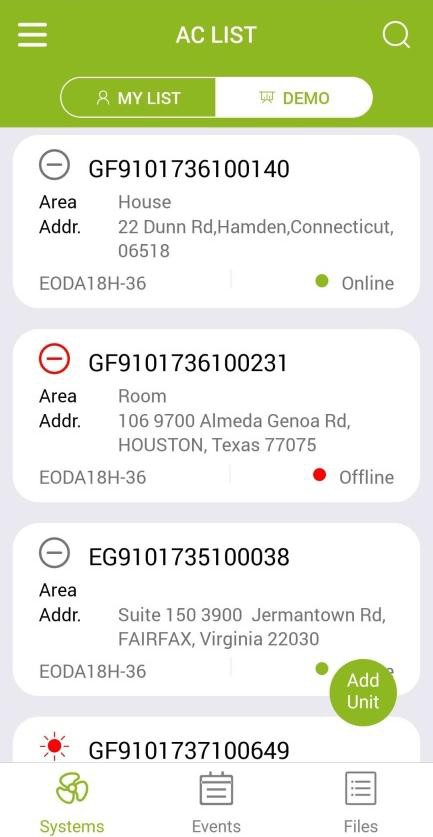 AC LIST
MY LIST
DEMO
GF9101736100140
Area House
Addr. 22 Dunn Rd,Hamden,Connecticut,
06518
EODA18H-36 Online
GF9101736100231
Area Room
Addr. 106 9700 Almeda Genoa Rd,
HOUSTON, Texas 77075
EODA18H-36 Offline
EG9101735100038
Area
Addr. Suite 150 3900 Jermantown Rd,
FAIRFAX, Virginia 22030
EODA18H-36
Add
Unit
GF9101737100649
Systems
Events
Files